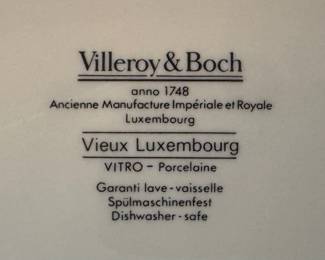 Villeroy & Boch
anno 1748
Ancienne Manufacture Impériale et Royale
Luxembourg
Vieux Luxembourg
VITRO – Porcelaine
Garanti lave - vaisselle
Spülmaschinenfest
Dishwasher - safe